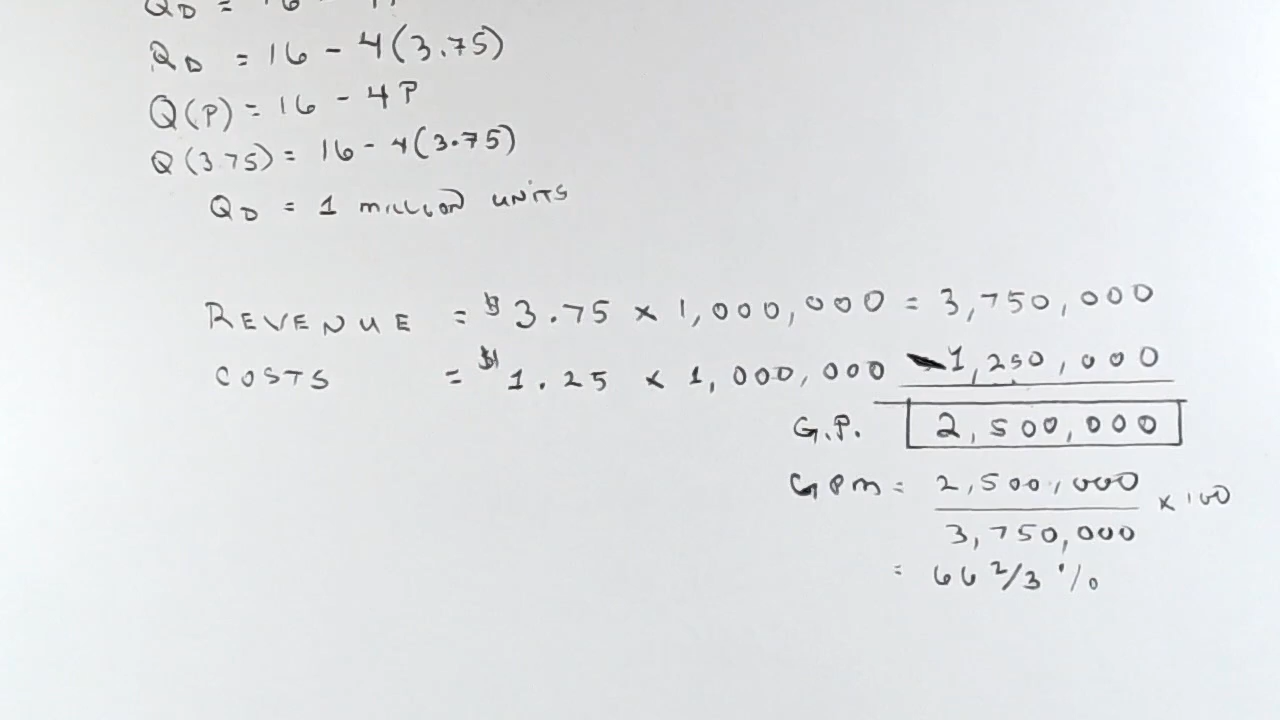 QD = 16 -
QD = 16 - 4(3.75)
Q(P) = 16 - 4P
Q(3.75) = 16 - 4(3.75)
QD = 1 MILLION UNITS
REVENUE = $3.75 x 1,000,000 = 3,750,000
COSTS = $1.25 x 1,000,000 -1,250,000
G.P. 2,500,000
GPM = 2,500,000
3,750,000 x 100
= 66 2/3 %